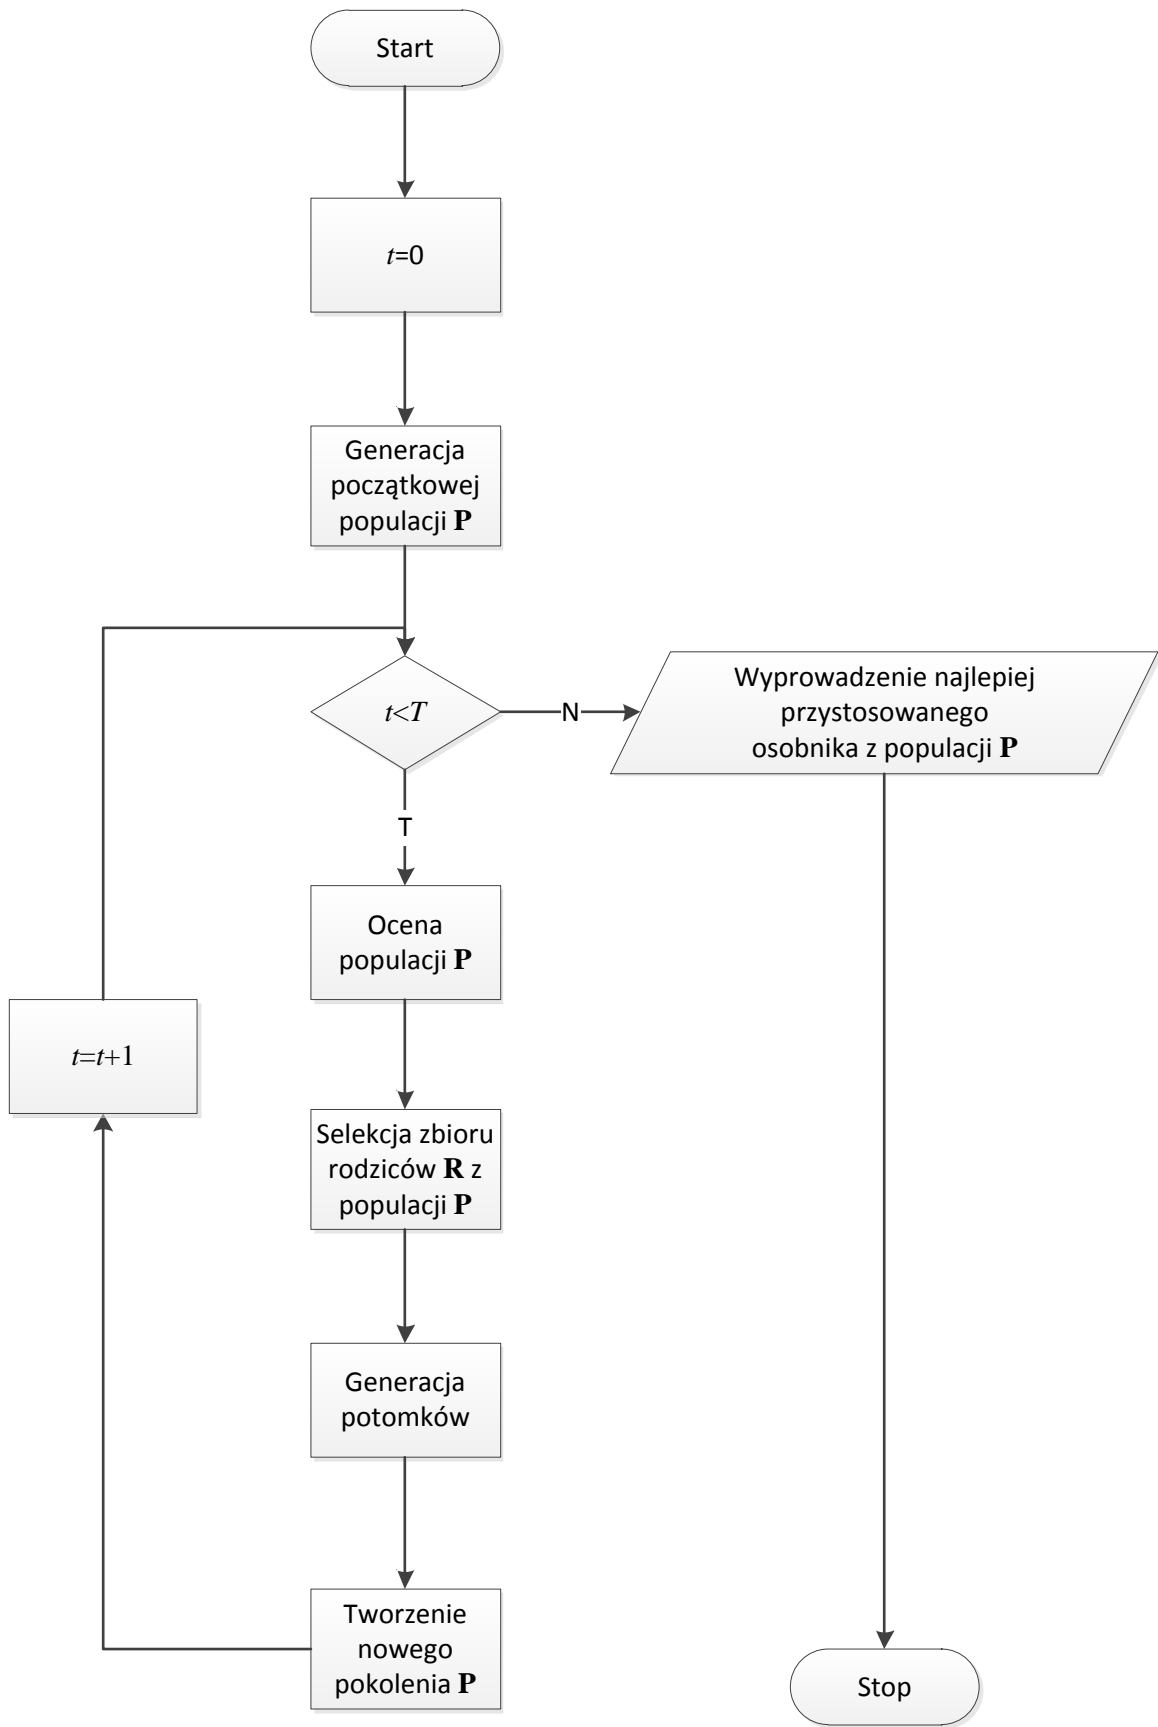 Start
t=0
Generacja
początkowej
populacji P
t<T
N
Wyprowadzenie najlepiej
przystosowanego
osobnika z populacji P
T
Ocena
populacji P
t=t+1
Selekcja zbioru
rodziców R z
populacji P
Generacja
potomków
Tworzenie
nowego
pokolenia P
Stop